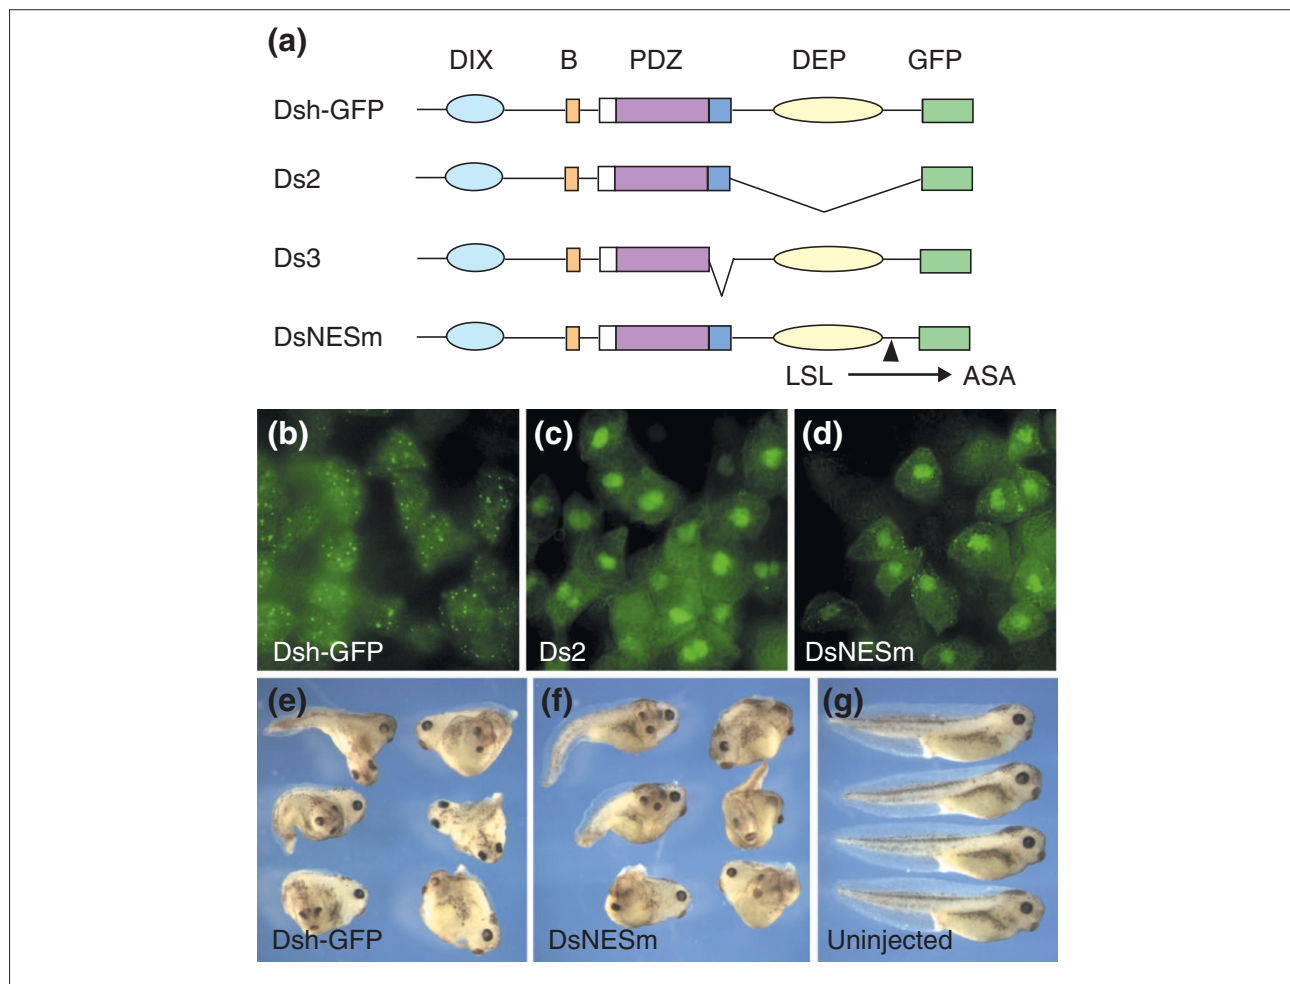 (a)
DIX B PDZ DEP GFP
Dsh-GFP
Ds2
Ds3
DsNESm
LSL ASA
(b) (c) (d)
Dsh-GFP Ds2 DsNESm
(e) (f) (g)
Dsh-GFP DsNESm Uninjected